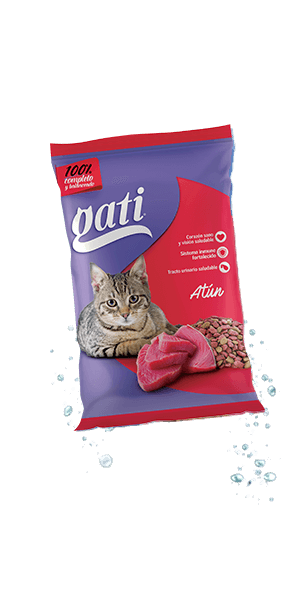 100%
completo
y balanceado
gati
Corazón sano
y visión saludable
Sistema inmune
fortalecido
Tracto urinario saludable
Atún